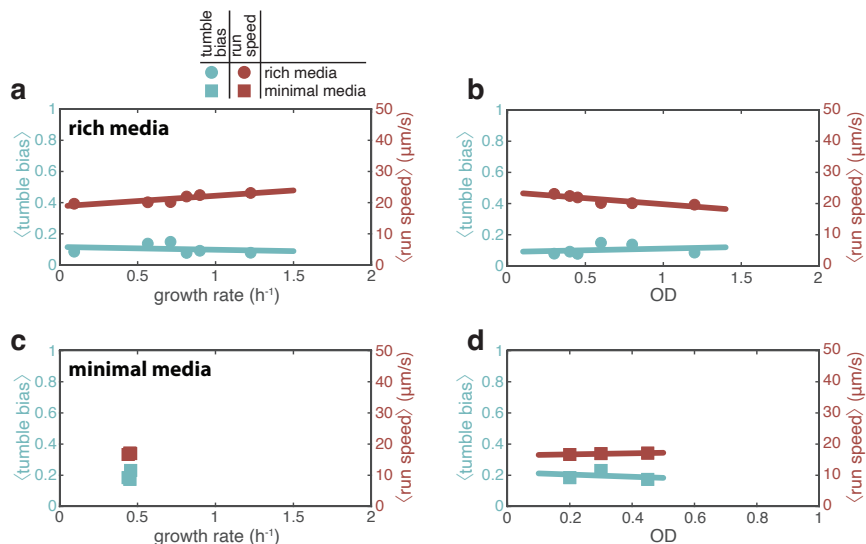 tumble
bias
run
speed
rich media
minimal media
a
rich media
⟨tumble bias⟩
1
0.8
0.6
0.4
0.2
0
0
0.5
1
1.5
2
growth rate (h⁻¹)
50
40
30
20
10
0
⟨run speed⟩ (µm/s)
b
⟨tumble bias⟩
1
0.8
0.6
0.4
0.2
0
0
0.5
1
1.5
2
OD
50
40
30
20
10
0
⟨run speed⟩ (µm/s)
c
minimal media
⟨tumble bias⟩
1
0.8
0.6
0.4
0.2
0
0
0.5
1
1.5
2
growth rate (h⁻¹)
50
40
30
20
10
0
⟨run speed⟩ (µm/s)
d
⟨tumble bias⟩
1
0.8
0.6
0.4
0.2
0
0
0.2
0.4
0.6
0.8
1
OD
50
40
30
20
10
0
⟨run speed⟩ (µm/s)